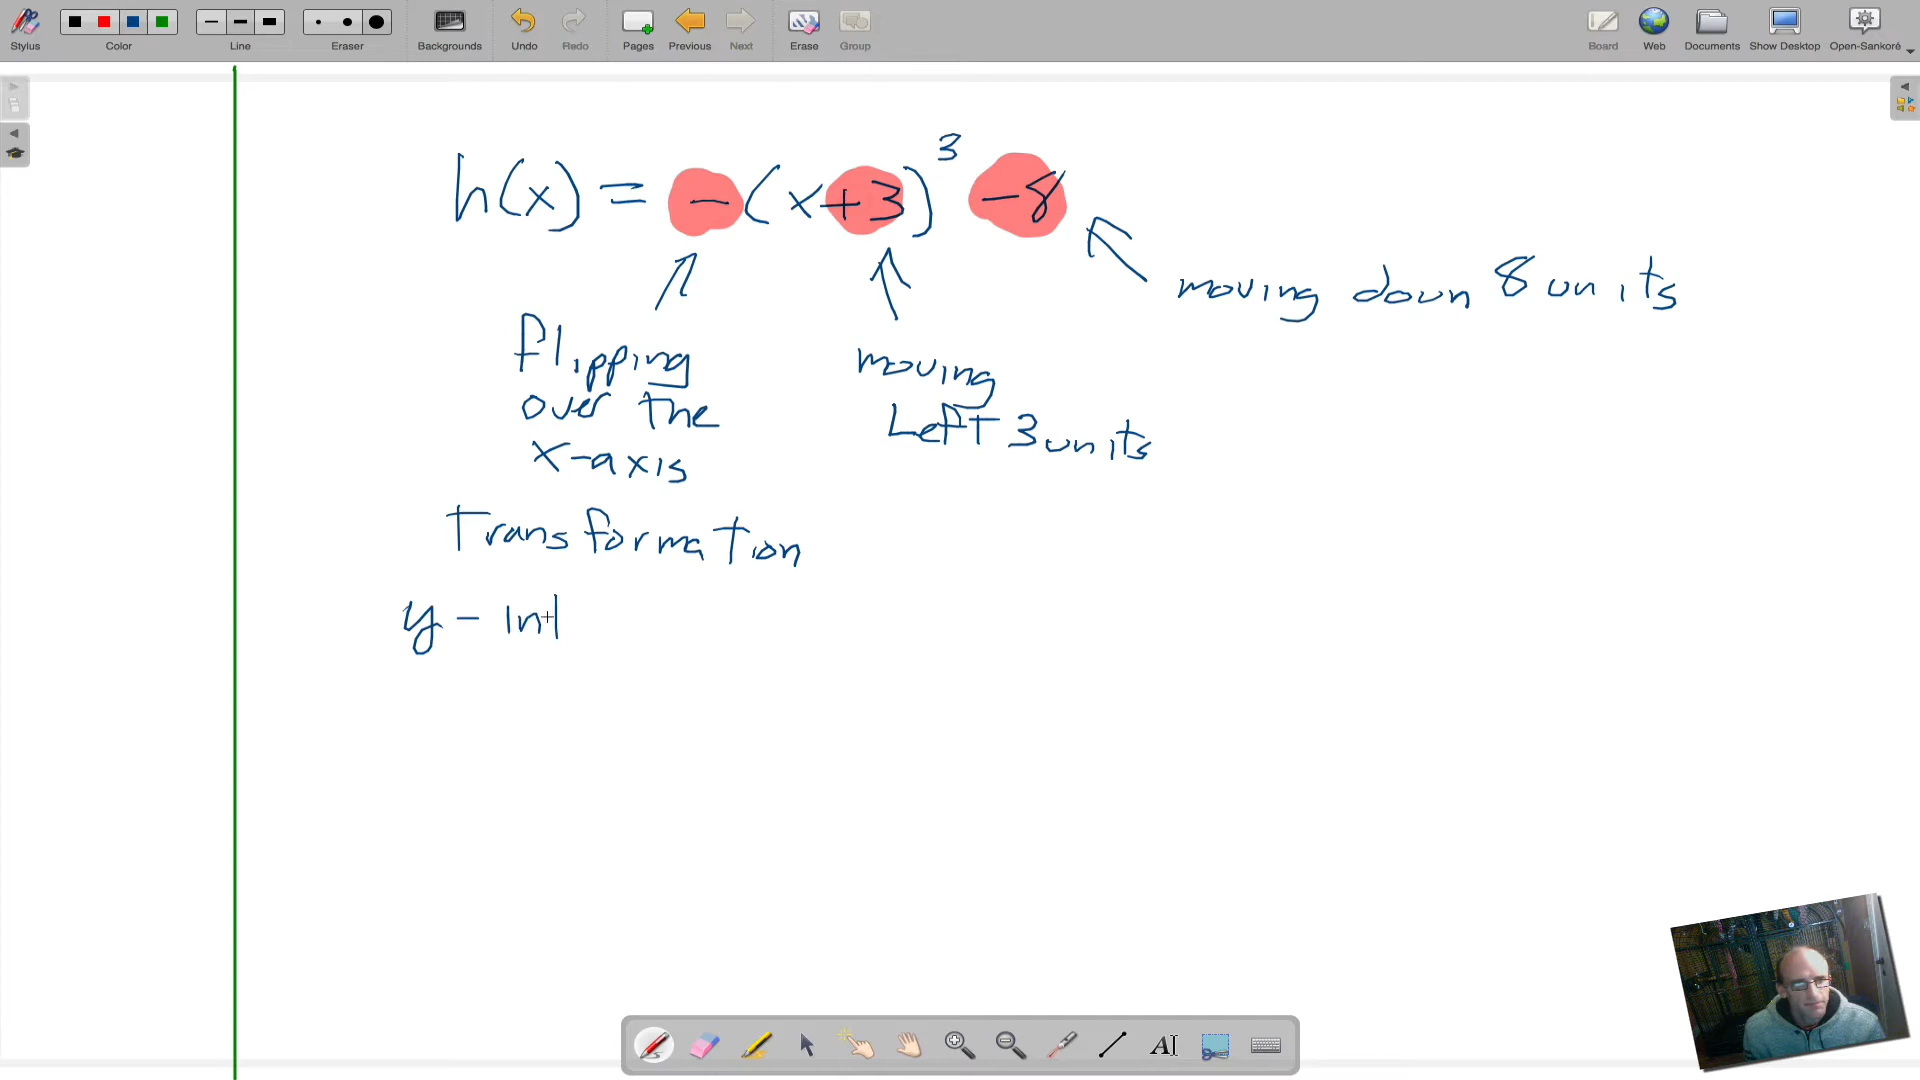 Stylus Color Line Eraser Backgrounds Undo Redo Pages Previous Next Erase Group Board Web Documents Show Desktop Open-Sankoré
h(x) = -(x+3)³ -8
moving down 8 units
flipping
over the
x-axis
moving
Left 3 units
Transformation
y - int
AI